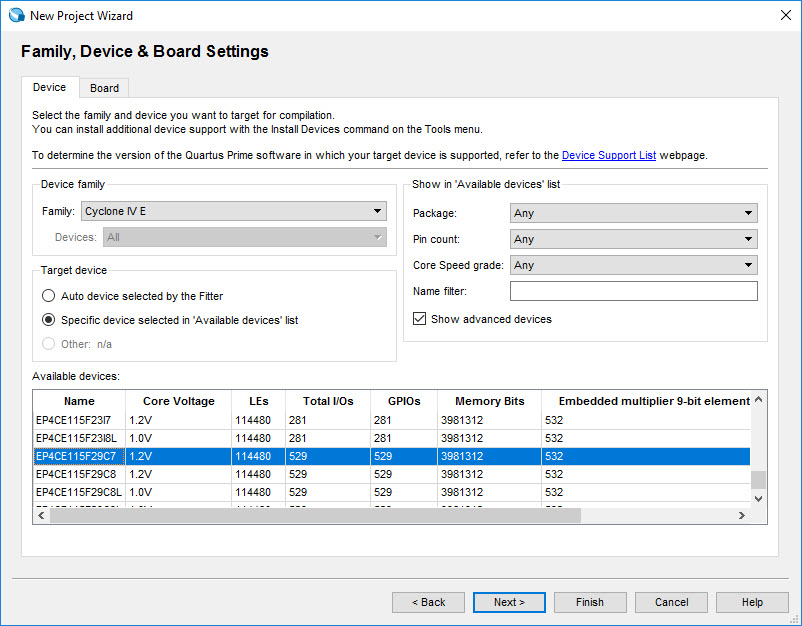 New Project Wizard
Family, Device & Board Settings
Device Board
Select the family and device you want to target for compilation.
You can install additional device support with the Install Devices command on the Tools menu.
To determine the version of the Quartus Prime software in which your target device is supported, refer to the Device Support List webpage.
Device family
Family: Cyclone IV E
Devices: All
Target device
Auto device selected by the Fitter
Specific device selected in 'Available devices' list
Other: n/a
Show in 'Available devices' list
Package: Any
Pin count: Any
Core Speed grade: Any
Name filter:
Show advanced devices
Available devices:
Name Core Voltage LEs Total I/Os GPIOs Memory Bits Embedded multiplier 9-bit element
EP4CE115F23I7 1.2V 114480 281 281 3981312 532
EP4CE115F23I8L 1.0V 114480 281 281 3981312 532
EP4CE115F29C7 1.2V 114480 529 529 3981312 532
EP4CE115F29C8 1.2V 114480 529 529 3981312 532
EP4CE115F29C8L 1.0V 114480 529 529 3981312 532
< Back Next > Finish Cancel Help